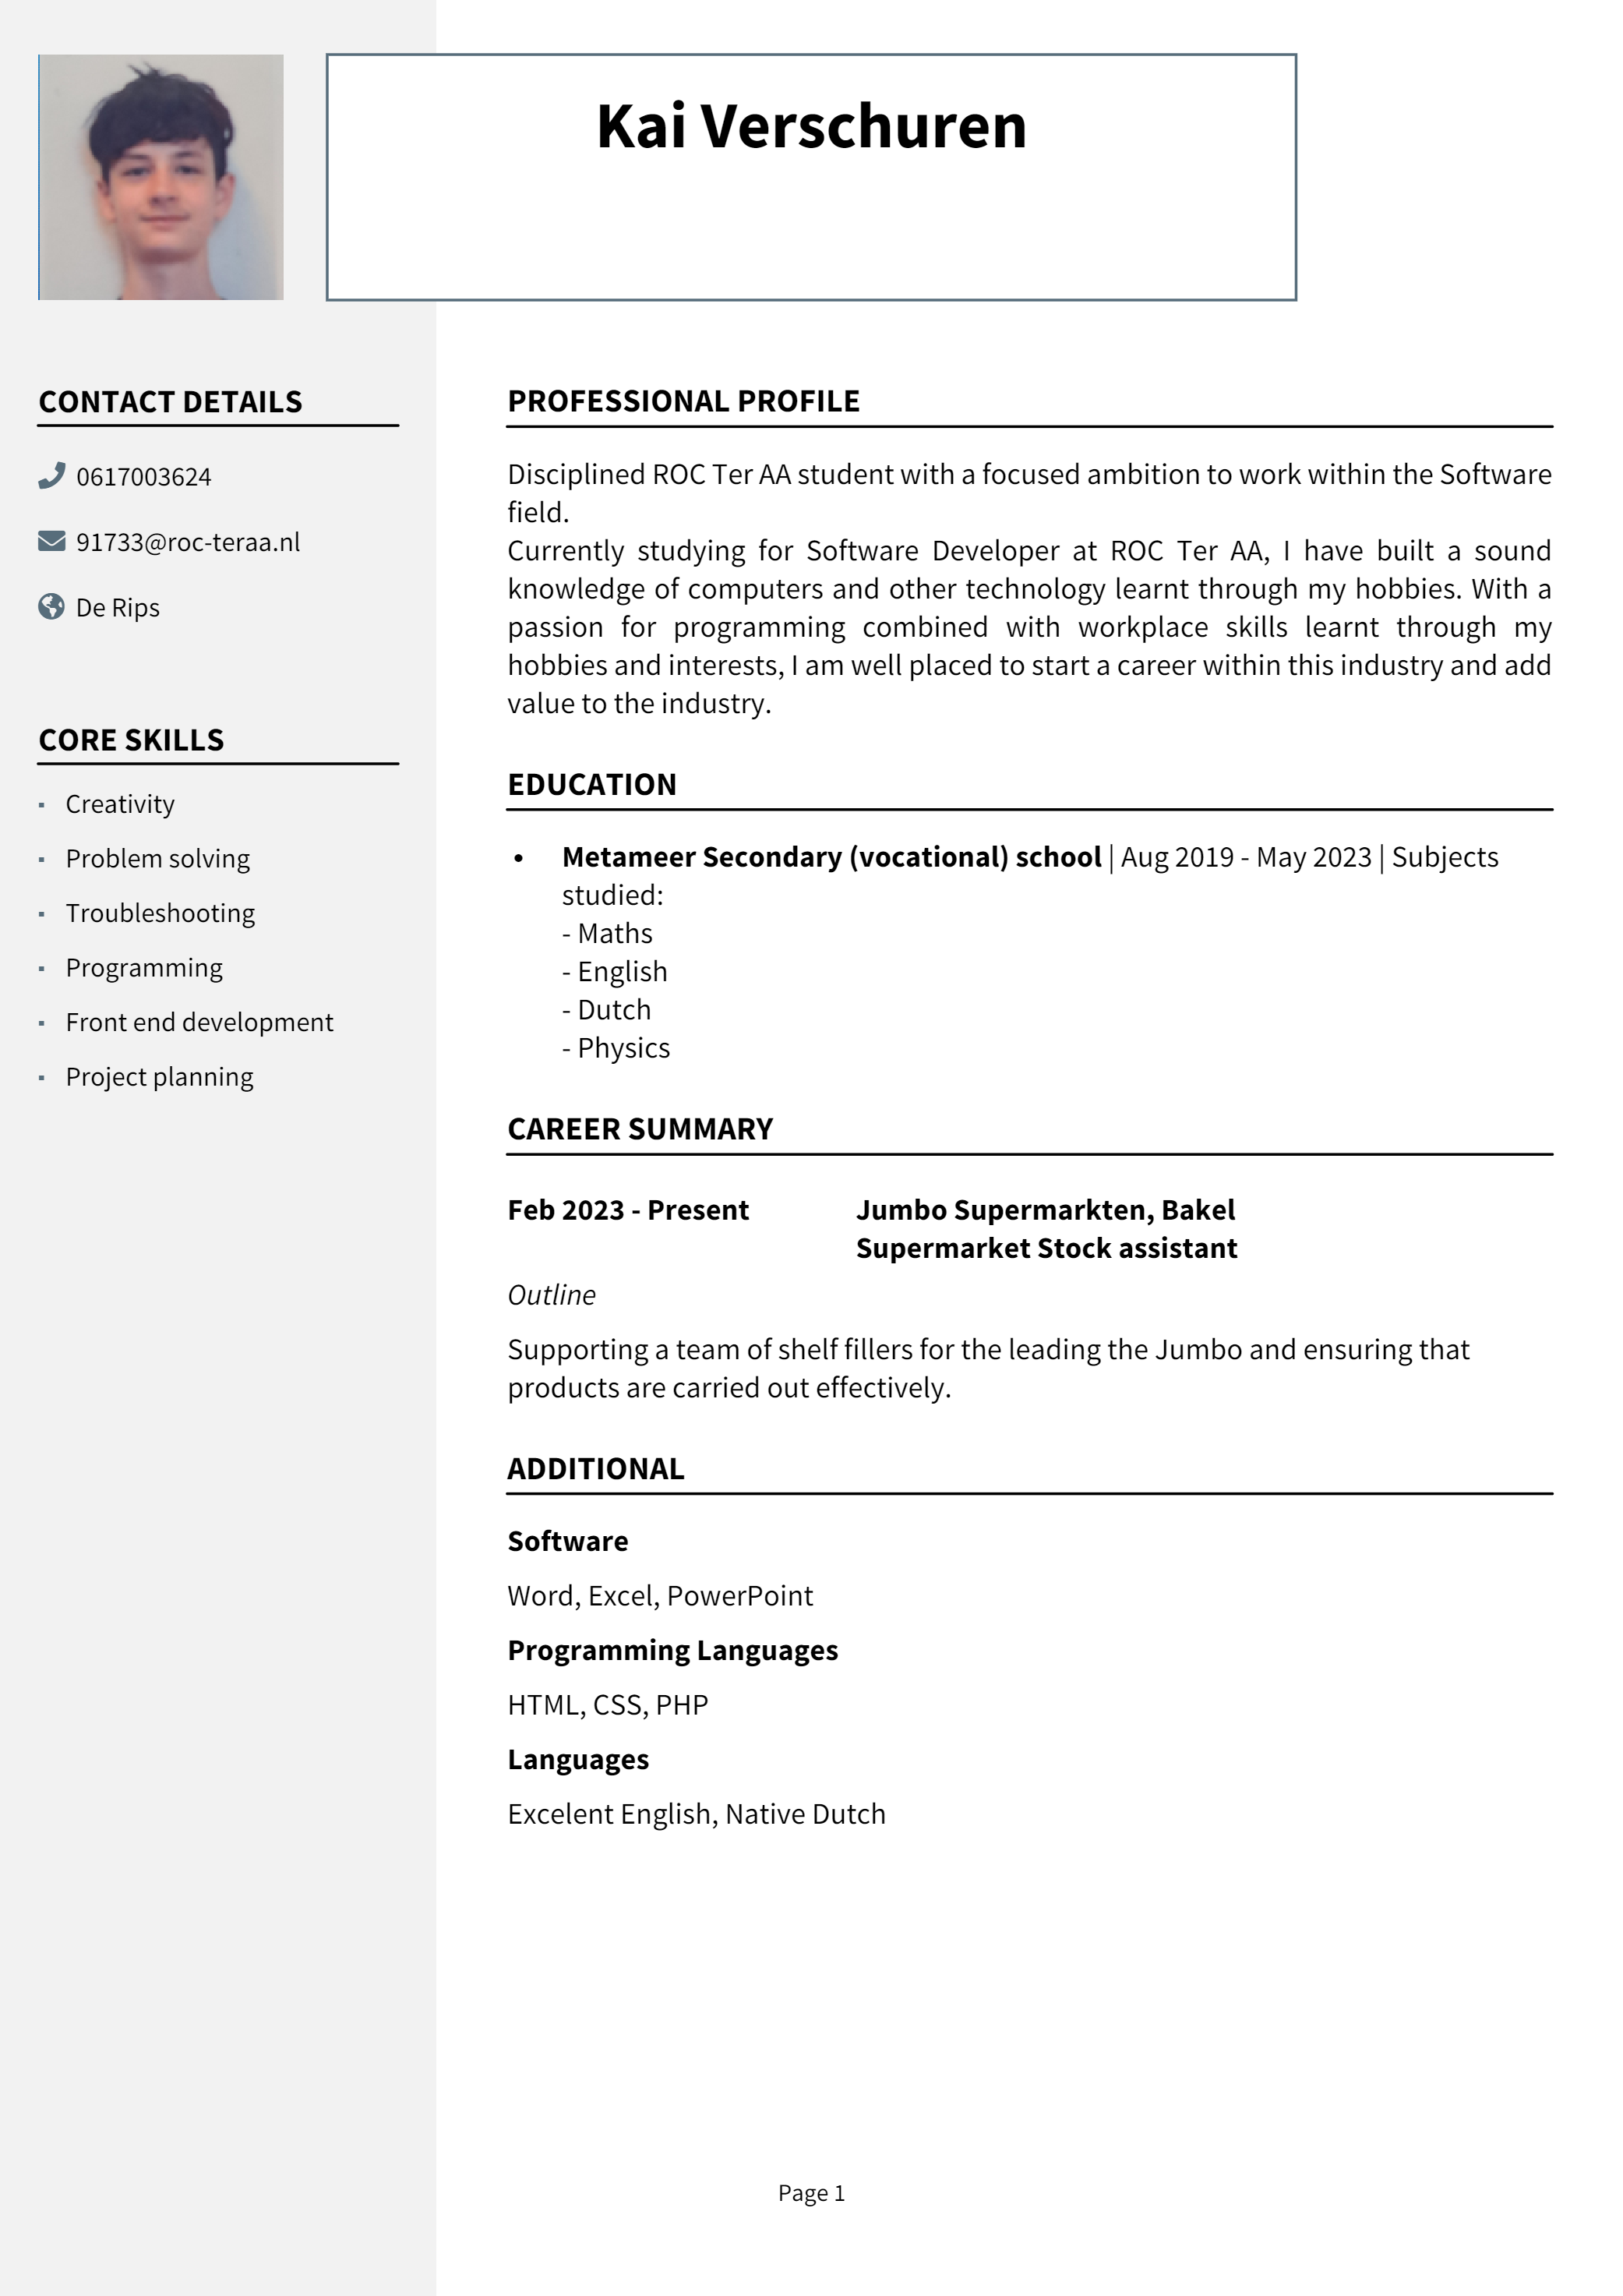 Kai Verschuren
CONTACT DETAILS
0617003624
91733@roc-teraa.nl
De Rips
CORE SKILLS
▪ Creativity
▪ Problem solving
▪ Troubleshooting
▪ Programming
▪ Front end development
▪ Project planning
PROFESSIONAL PROFILE
Disciplined ROC Ter AA student with a focused ambition to work within the Software
field.
Currently studying for Software Developer at ROC Ter AA, I have built a sound
knowledge of computers and other technology learnt through my hobbies. With a
passion for programming combined with workplace skills learnt through my
hobbies and interests, I am well placed to start a career within this industry and add
value to the industry.
EDUCATION
• Metameer Secondary (vocational) school | Aug 2019 - May 2023 | Subjects
studied:
- Maths
- English
- Dutch
- Physics
CAREER SUMMARY
Feb 2023 - Present Jumbo Supermarkten, Bakel
Supermarket Stock assistant
Outline
Supporting a team of shelf fillers for the leading the Jumbo and ensuring that
products are carried out effectively.
ADDITIONAL
Software
Word, Excel, PowerPoint
Programming Languages
HTML, CSS, PHP
Languages
Excelent English, Native Dutch
Page 1